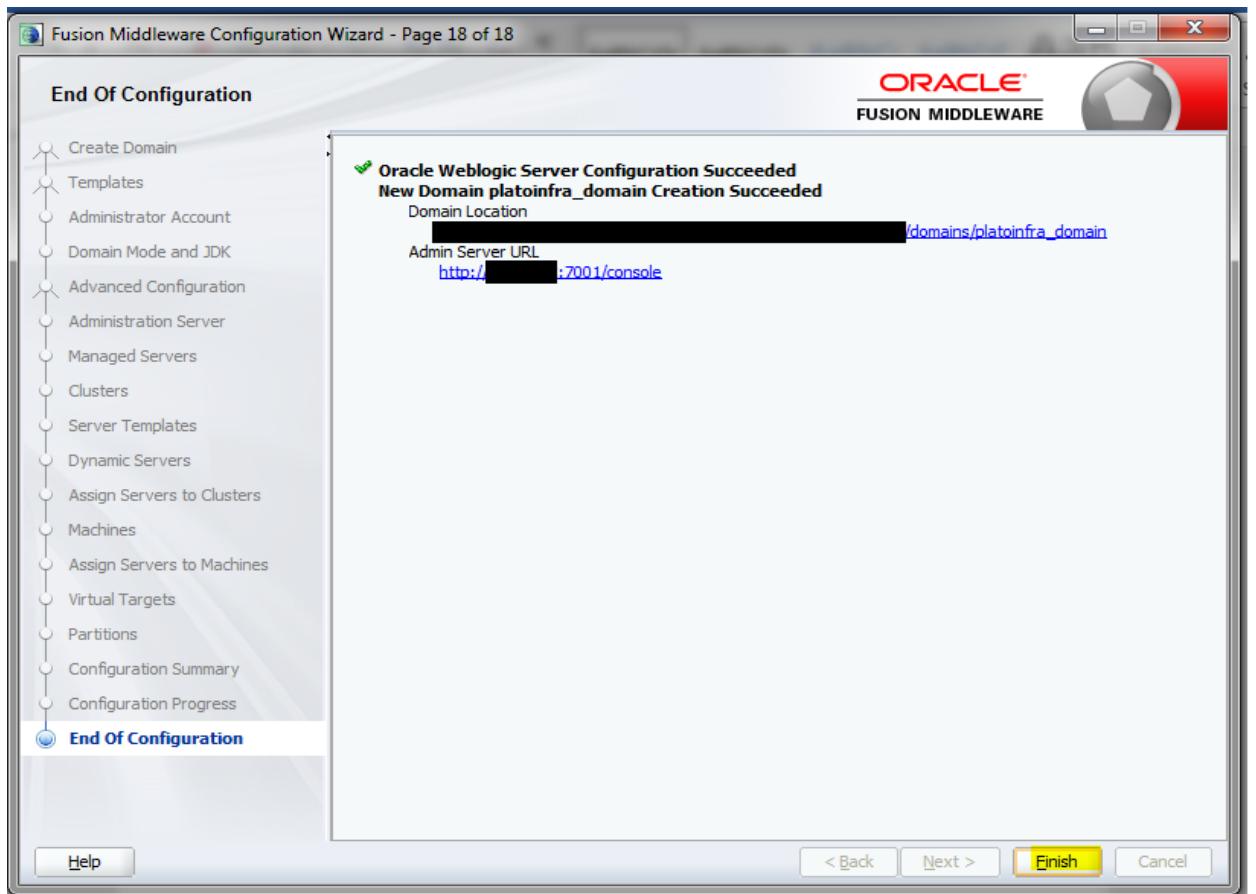 Fusion Middleware Configuration Wizard - Page 18 of 18
End Of Configuration
ORACLE
FUSION MIDDLEWARE
Create Domain
Templates
Administrator Account
Domain Mode and JDK
Advanced Configuration
Administration Server
Managed Servers
Clusters
Server Templates
Dynamic Servers
Assign Servers to Clusters
Machines
Assign Servers to Machines
Virtual Targets
Partitions
Configuration Summary
Configuration Progress
End Of Configuration
Oracle Weblogic Server Configuration Succeeded
New Domain platoinfra_domain Creation Succeeded
Domain Location
/domains/platoinfra_domain
Admin Server URL
http:// :7001/console
Help
< Back
Next >
Finish
Cancel